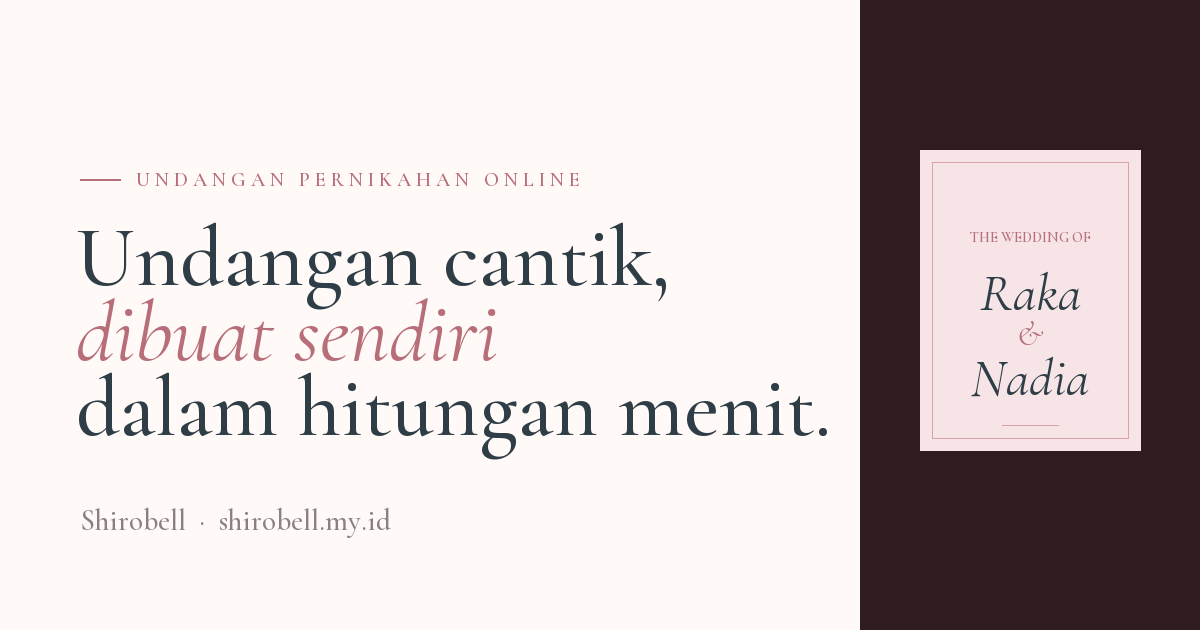 UNDANGAN PERNIKAHAN ONLINE
Undangan cantik,
dibuat sendiri
dalam hitungan menit.
Shirobell · shirobell.my.id
THE WEDDING OF
Raka
&
Nadia